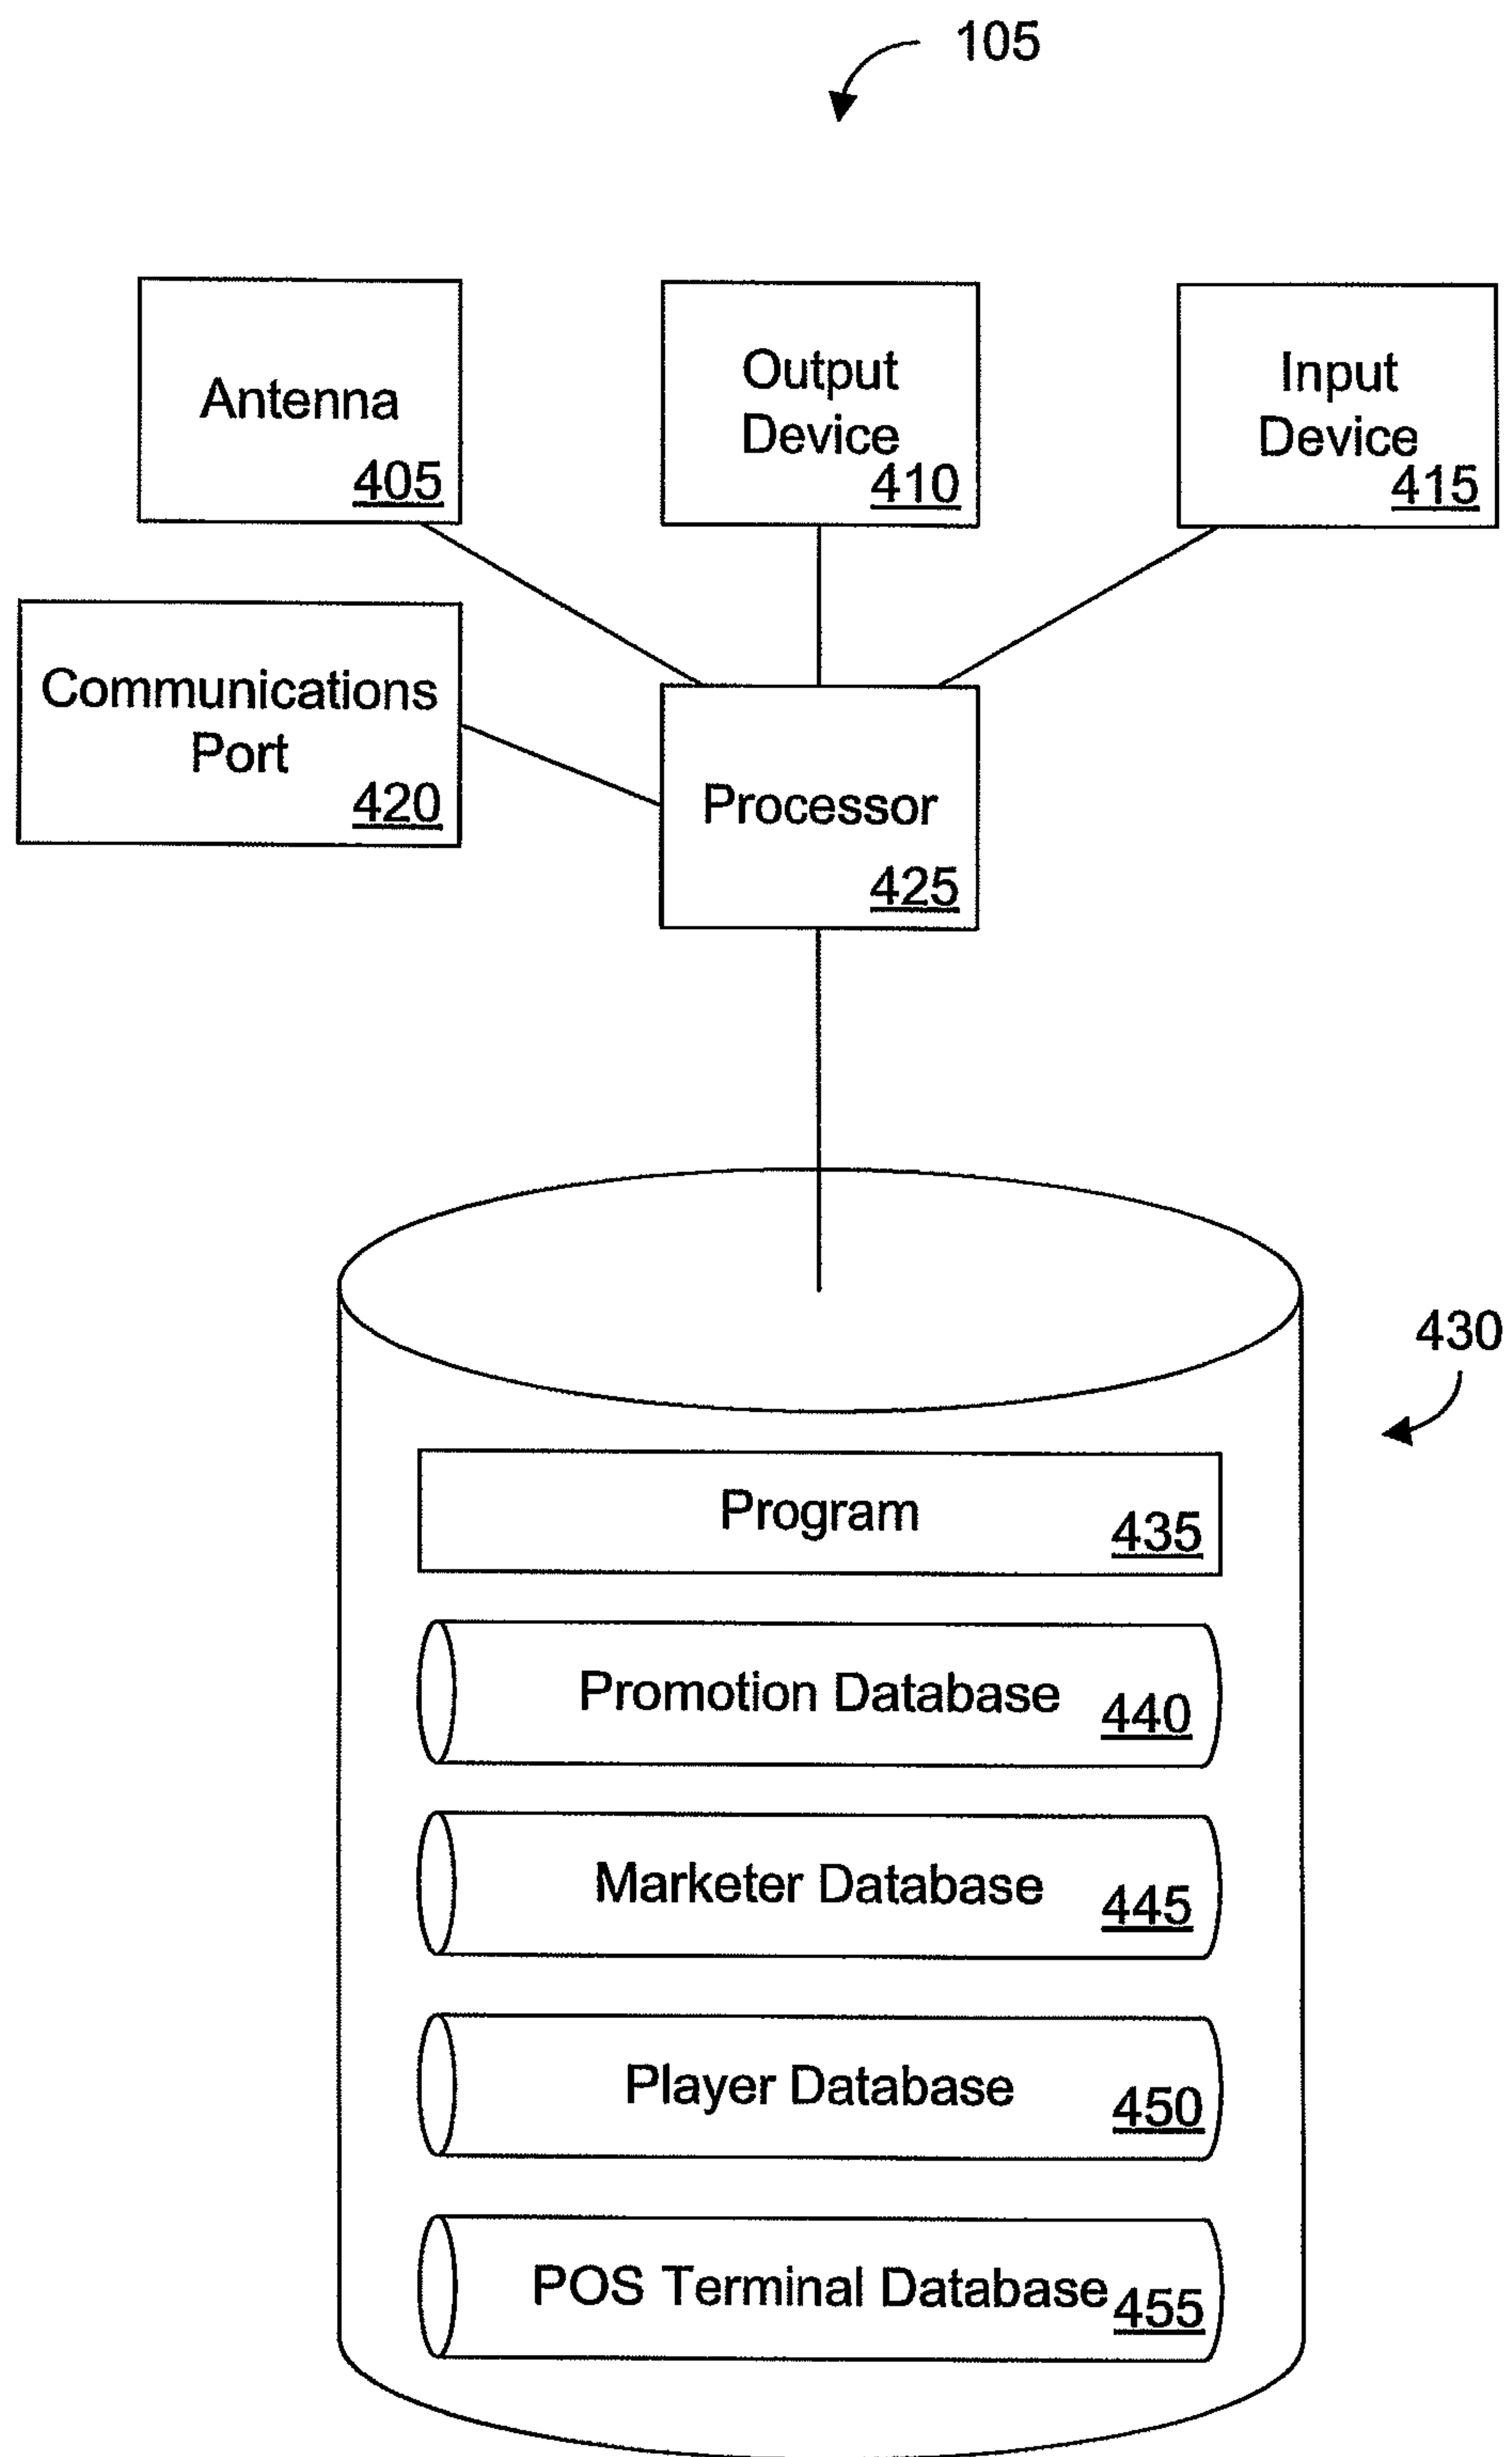 105
Antenna
405
Output
Device
410
Input
Device
415
Communications
Port
420
Processor
425
430
Program
435
Promotion Database
440
Marketer Database
445
Player Database
450
POS Terminal Database
455